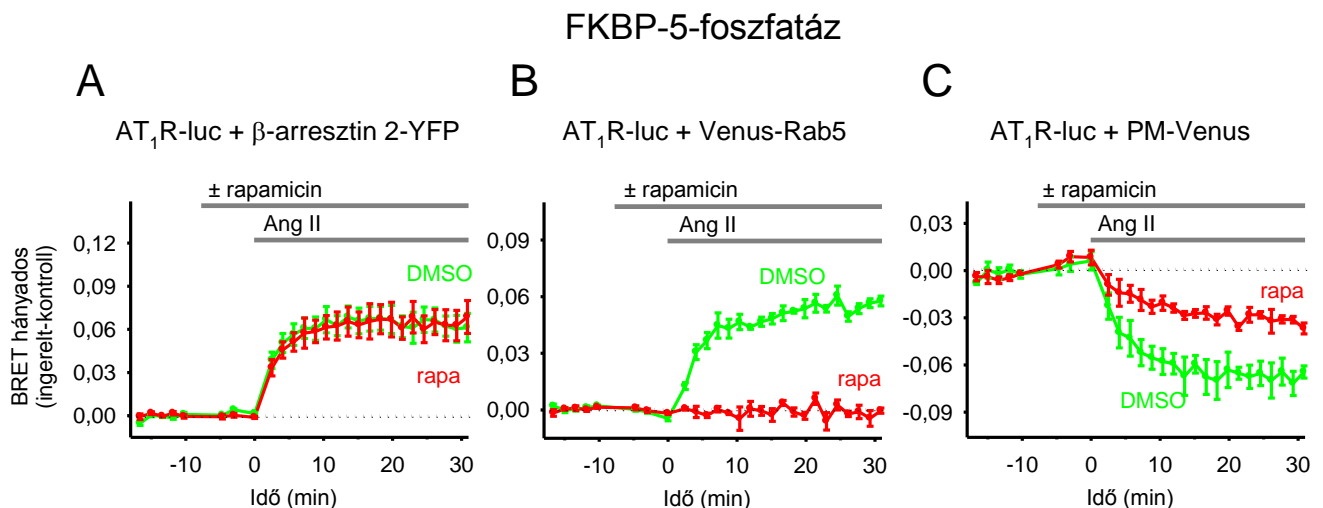 FKBP-5-foszfatáz
A
AT₁R-luc + β-arresztin 2-YFP
± rapamicin
Ang II
0,12
0,09
0,06
0,03
0,00
DMSO
rapa
BRET hányados
(ingerelt-kontroll)
-10 0 10 20 30
Idő (min)
B
AT₁R-luc + Venus-Rab5
± rapamicin
Ang II
0,09
0,06
0,03
0,00
DMSO
rapa
-10 0 10 20 30
Idő (min)
C
AT₁R-luc + PM-Venus
± rapamicin
Ang II
0,03
0,00
-0,03
-0,06
-0,09
rapa
DMSO
-10 0 10 20 30
Idő (min)